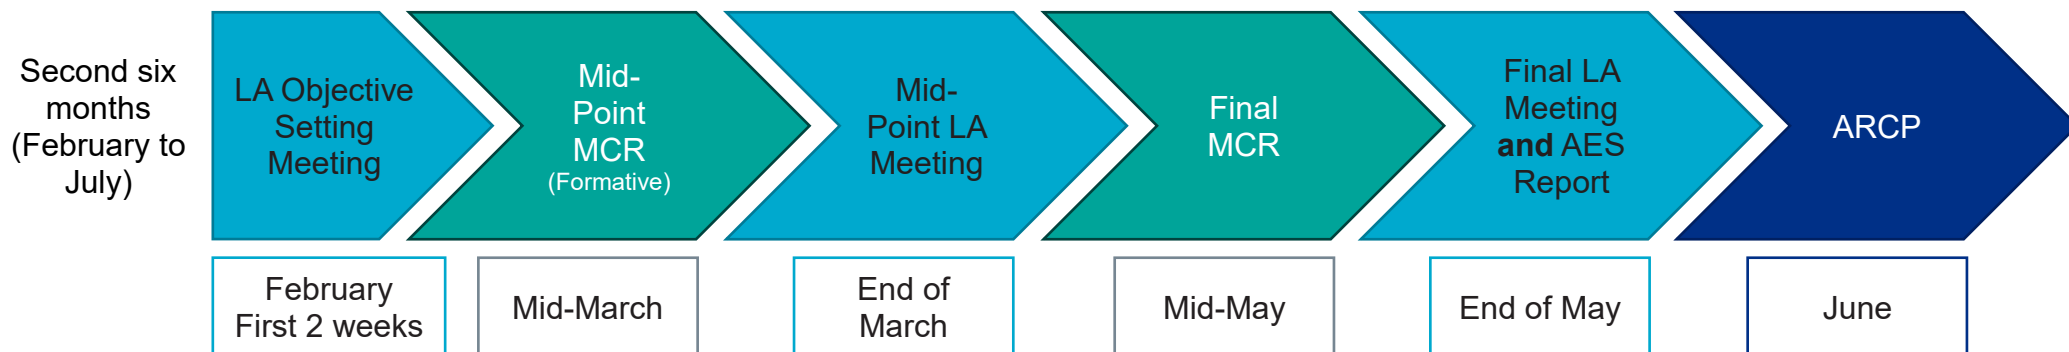 Second six
months
(February to
July)
LA Objective
Setting
Meeting
Mid-
Point
MCR
(Formative)
Mid-
Point LA
Meeting
Final
MCR
Final LA
Meeting
and AES
Report
ARCP
February
First 2 weeks
Mid-March
End of
March
Mid-May
End of May
June